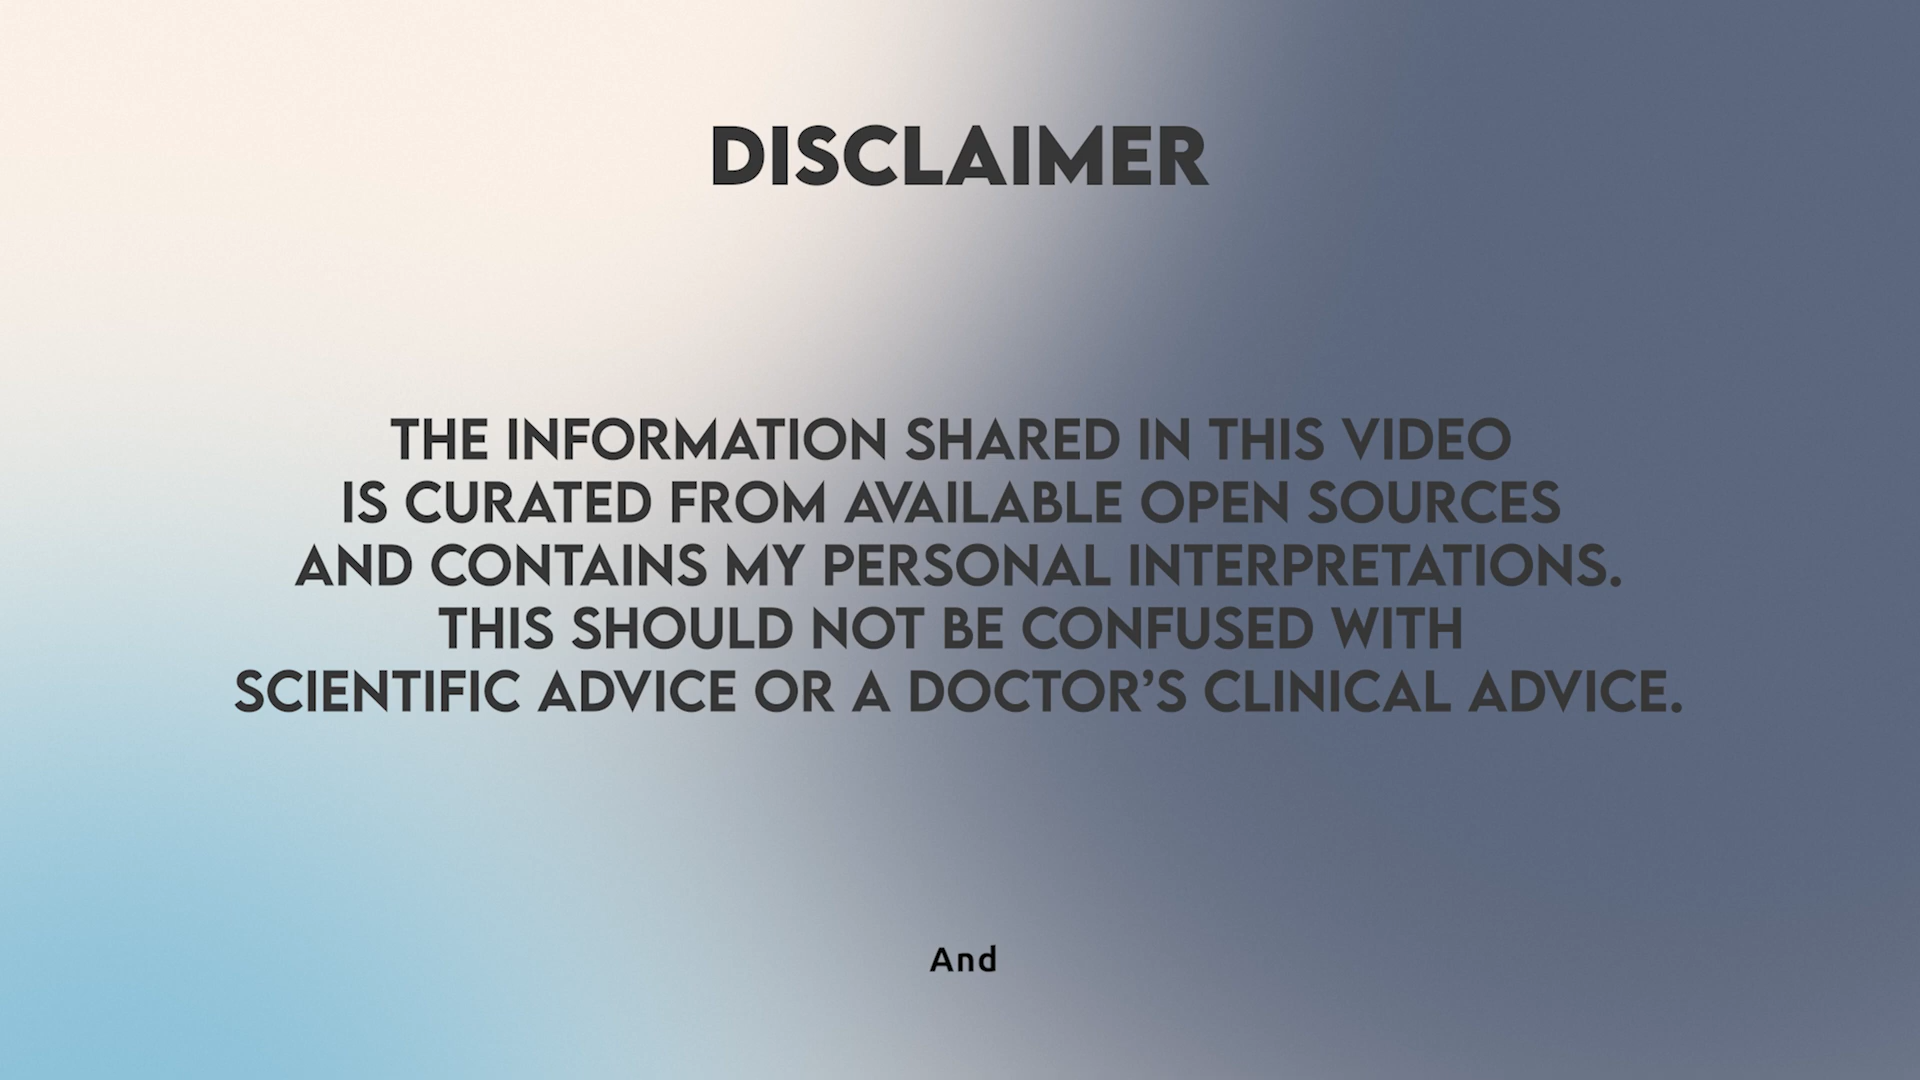 DISCLAIMER
THE INFORMATION SHARED IN THIS VIDEO
IS CURATED FROM AVAILABLE OPEN SOURCES
AND CONTAINS MY PERSONAL INTERPRETATIONS.
THIS SHOULD NOT BE CONFUSED WITH
SCIENTIFIC ADVICE OR A DOCTOR’S CLINICAL ADVICE.
And